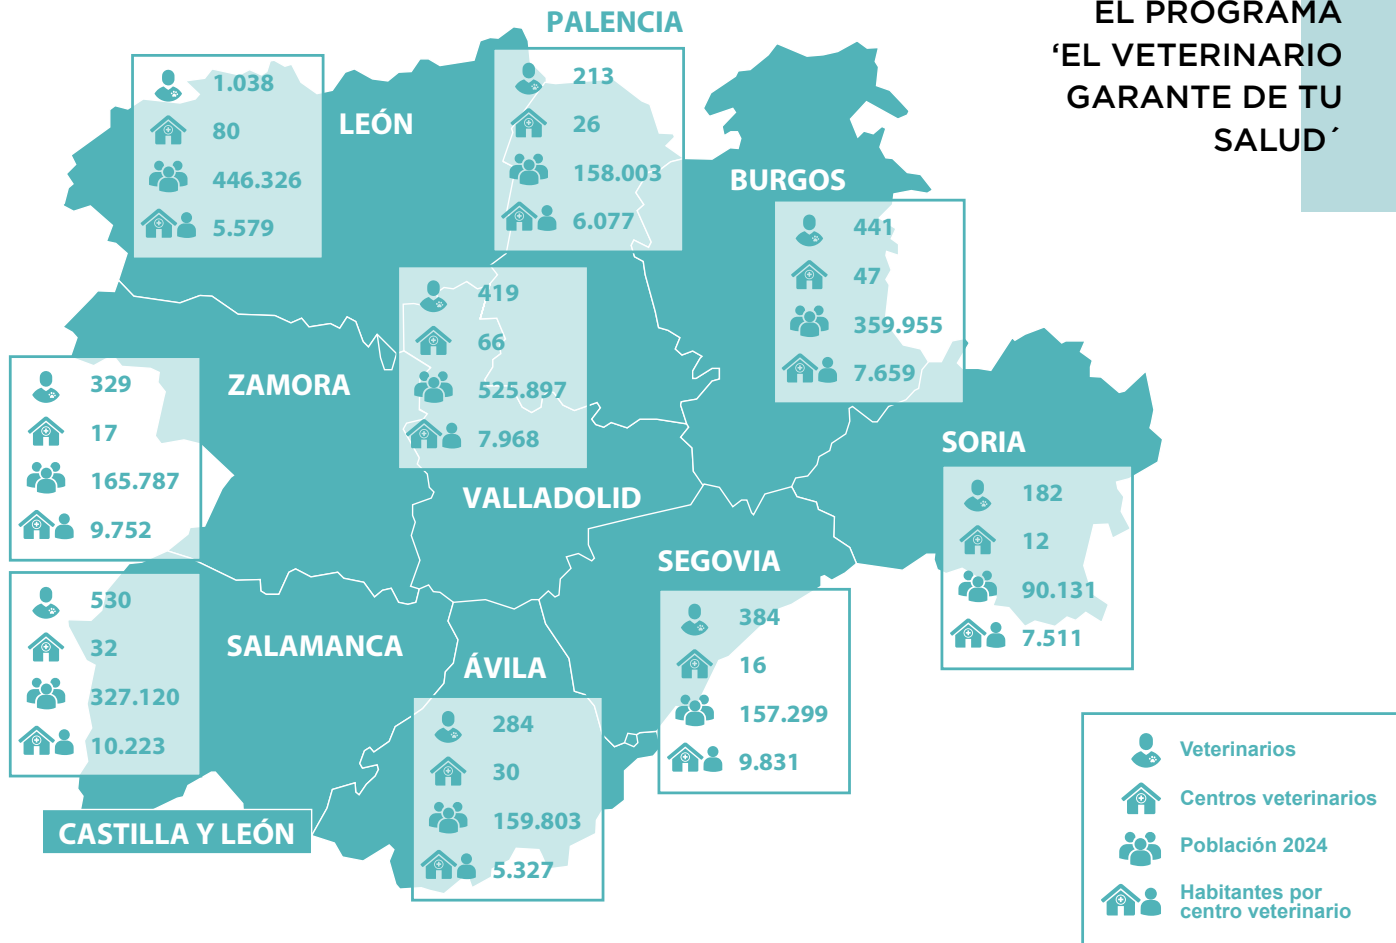 EL PROGRAMA
‘EL VETERINARIO
GARANTE DE TU
SALUD´
PALENCIA
213
26
158.003
6.077
LEÓN
1.038
80
446.326
5.579
BURGOS
441
47
359.955
7.659
VALLADOLID
419
66
525.897
7.968
ZAMORA
329
17
165.787
9.752
SORIA
182
12
90.131
7.511
SEGOVIA
384
16
157.299
9.831
SALAMANCA
530
32
327.120
10.223
ÁVILA
284
30
159.803
5.327
CASTILLA Y LEÓN
Veterinarios
Centros veterinarios
Población 2024
Habitantes por
centro veterinario